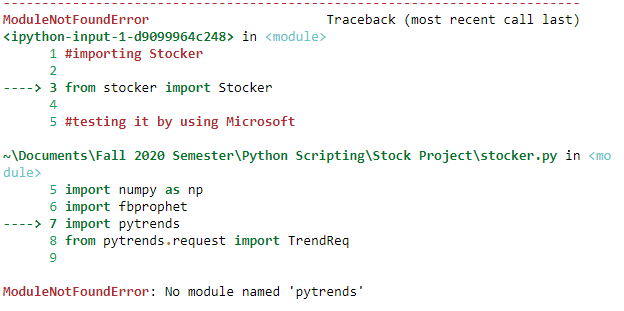 ---------------------------------------------------------------------------
ModuleNotFoundError                       Traceback (most recent call last)
<ipython-input-1-d9099964c248> in <module>
      1 #importing Stocker
      2
----> 3 from stocker import Stocker
      4
      5 #testing it by using Microsoft

~\Documents\Fall 2020 Semester\Python Scripting\Stock Project\stocker.py in <mo
dule>
      5 import numpy as np
      6 import fbprophet
----> 7 import pytrends
      8 from pytrends.request import TrendReq
      9

ModuleNotFoundError: No module named 'pytrends'